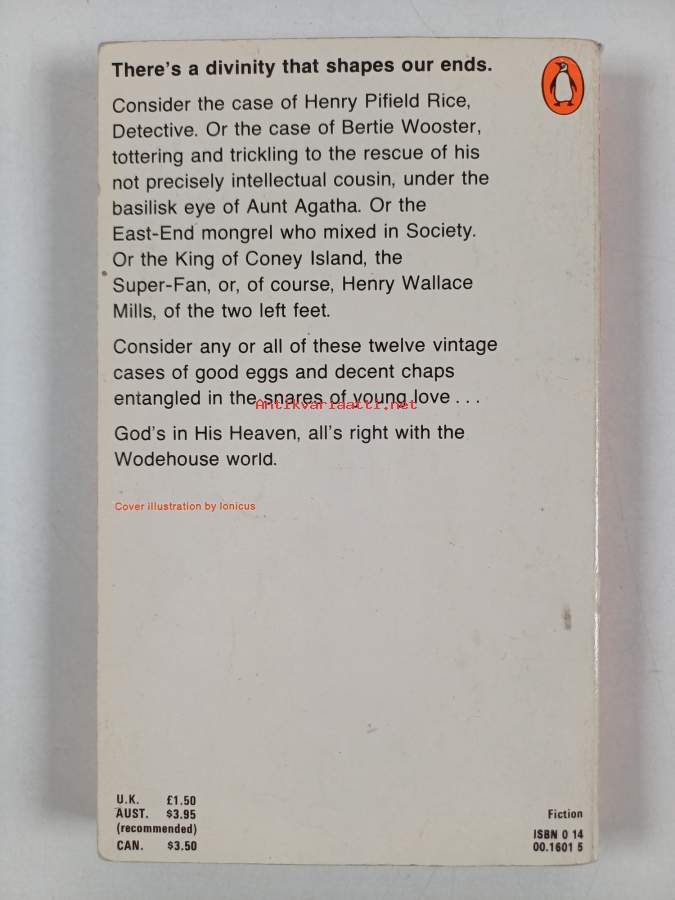 There's a divinity that shapes our ends.
Consider the case of Henry Pifield Rice,
Detective. Or the case of Bertie Wooster,
tottering and trickling to the rescue of his
not precisely intellectual cousin, under the
basilisk eye of Aunt Agatha. Or the
East-End mongrel who mixed in Society.
Or the King of Coney Island, the
Super-Fan, or, of course, Henry Wallace
Mills, of the two left feet.
Consider any or all of these twelve vintage
cases of good eggs and decent chaps
entangled in the snares of young love . . .
Antikvariaatti.net
God's in His Heaven, all's right with the
Wodehouse world.
Cover illustration by Ionicus
U.K. £1.50
AUST. $3.95
(recommended)
CAN. $3.50
Fiction
ISBN 0 14
00.1601 5